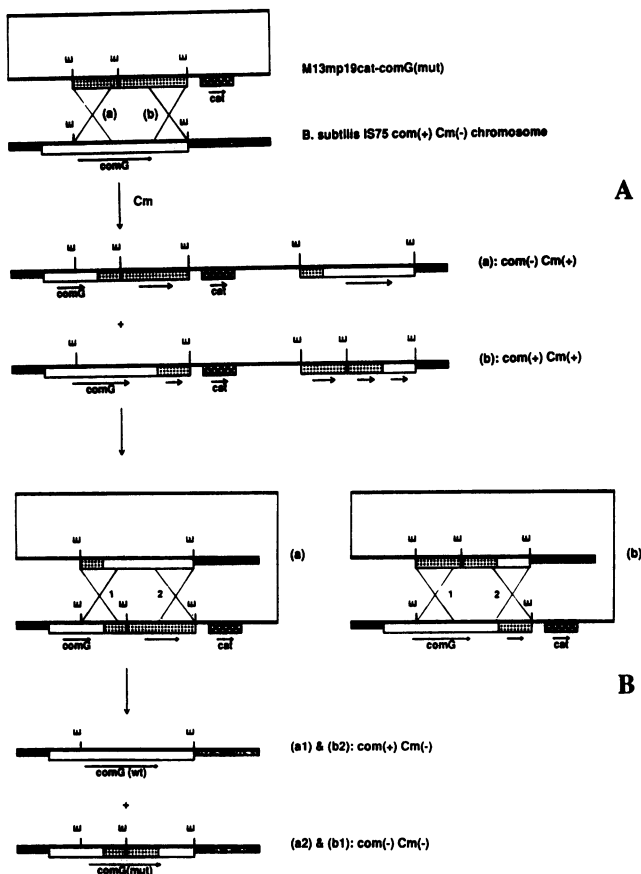 E E E
M13mp19cat-comG(mut)
cat
(a) (b)
E E
B. subtilis IS75 com(+) Cm(-) chromosome
comG
A
Cm
E E E E E
(a): com(-) Cm(+)
comG cat
+
E E E E E
(b): com(+) Cm(+)
comG cat
E E
(a)
E E E
(b)
1 2
1 2
E E E
E E
comG cat
comG cat
B
E E
(a1) & (b2): com(+) Cm(-)
comG (wt)
+
E E E
(a2) & (b1): com(-) Cm(-)
comG(mut)